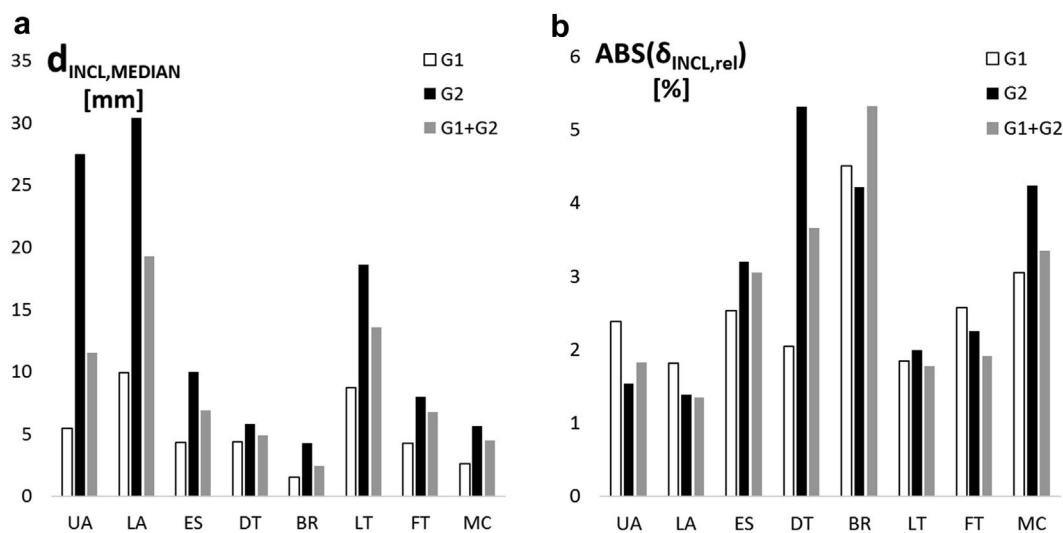 a
d INCL,MEDIAN
[mm]
G1
G2
G1+G2
35
30
25
20
15
10
5
0
UA LA ES DT BR LT FT MC
b
ABS(δINCL,rel)
[%]
G1
G2
G1+G2
6
5
4
3
2
1
0
UA LA ES DT BR LT FT MC